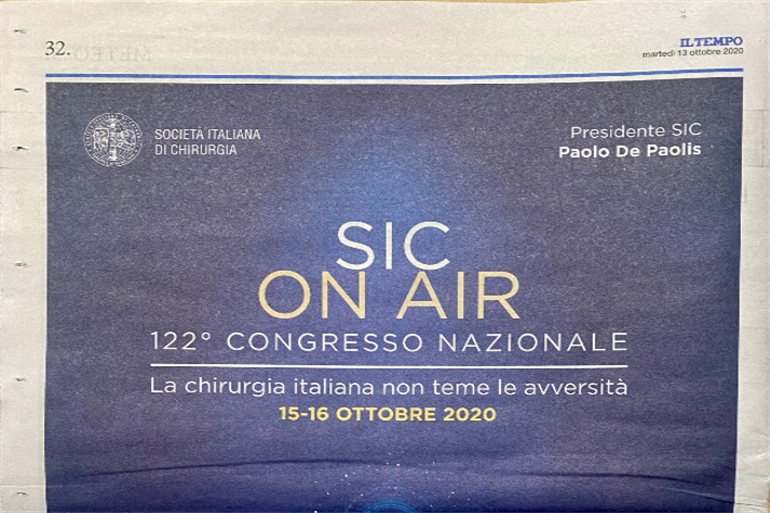 32.
IL TEMPO
martedì 13 ottobre 2020
SOCIETÀ ITALIANA
DI CHIRURGIA
Presidente SIC
Paolo De Paolis
SIC
ON AIR
122° CONGRESSO NAZIONALE
La chirurgia italiana non teme le avversità
15-16 OTTOBRE 2020